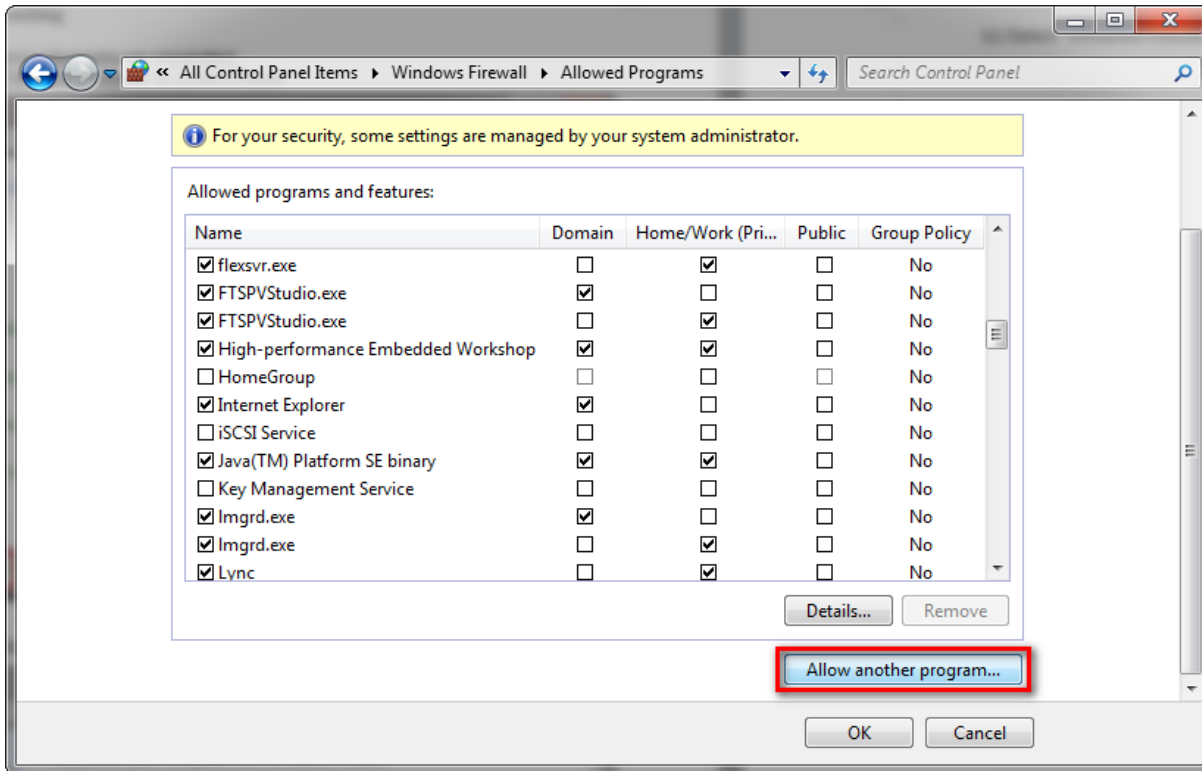 « All Control Panel Items ▸ Windows Firewall ▸ Allowed Programs Search Control Panel
For your security, some settings are managed by your system administrator.
Allowed programs and features:
Name Domain Home/Work (Pri... Public Group Policy
flexsvr.exe No
FTSPVStudio.exe No
FTSPVStudio.exe No
High-performance Embedded Workshop No
HomeGroup No
Internet Explorer No
iSCSI Service No
Java(TM) Platform SE binary No
Key Management Service No
lmgrd.exe No
lmgrd.exe No
Lync No
Details... Remove
Allow another program...
OK Cancel